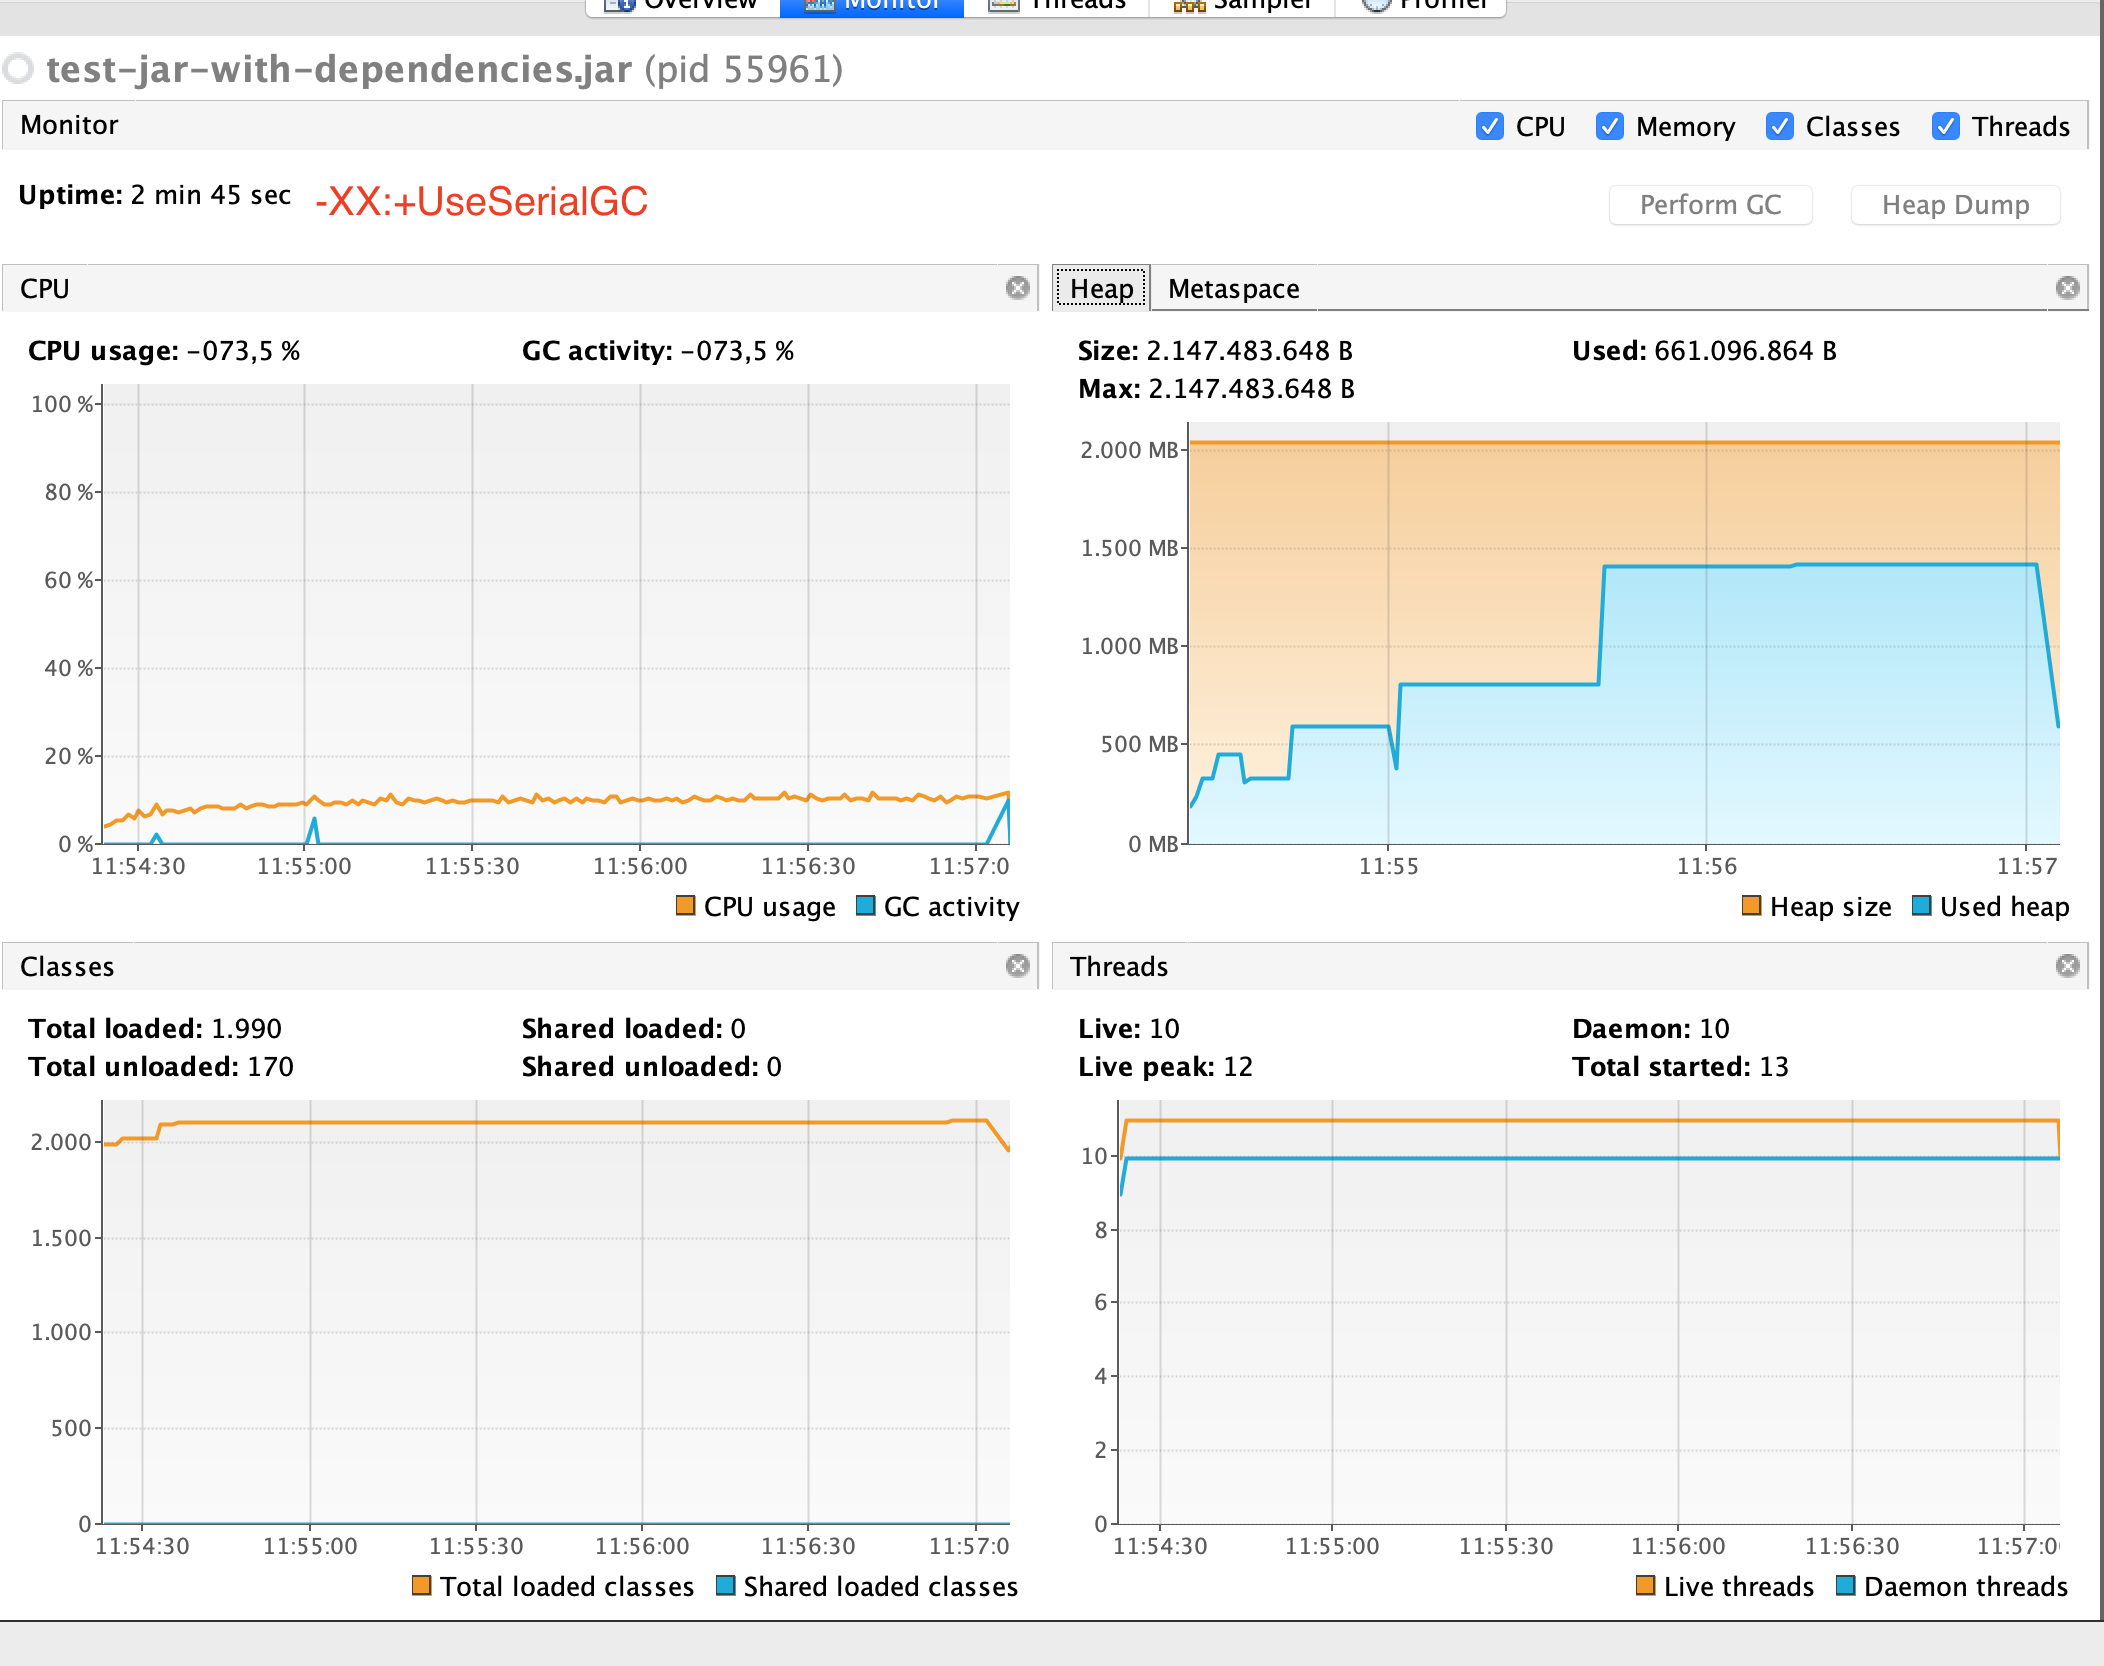 Overview Monitor Threads Sampler Profiler
test-jar-with-dependencies.jar (pid 55961)
Monitor
CPU Memory Classes Threads
Uptime: 2 min 45 sec
-XX:+UseSerialGC
Perform GC Heap Dump
CPU
CPU usage: -073,5 % GC activity: -073,5 %
100 %
80 %
60 %
40 %
20 %
0 %
11:54:30 11:55:00 11:55:30 11:56:00 11:56:30 11:57:0
CPU usage GC activity
Heap Metaspace
Size: 2.147.483.648 B Used: 661.096.864 B
Max: 2.147.483.648 B
2.000 MB
1.500 MB
1.000 MB
500 MB
0 MB
11:55 11:56 11:57
Heap size Used heap
Classes
Total loaded: 1.990 Shared loaded: 0
Total unloaded: 170 Shared unloaded: 0
2.000
1.500
1.000
500
0
11:54:30 11:55:00 11:55:30 11:56:00 11:56:30 11:57:0
Total loaded classes Shared loaded classes
Threads
Live: 10 Daemon: 10
Live peak: 12 Total started: 13
10
8
6
4
2
0
11:54:30 11:55:00 11:55:30 11:56:00 11:56:30 11:57:0
Live threads Daemon threads